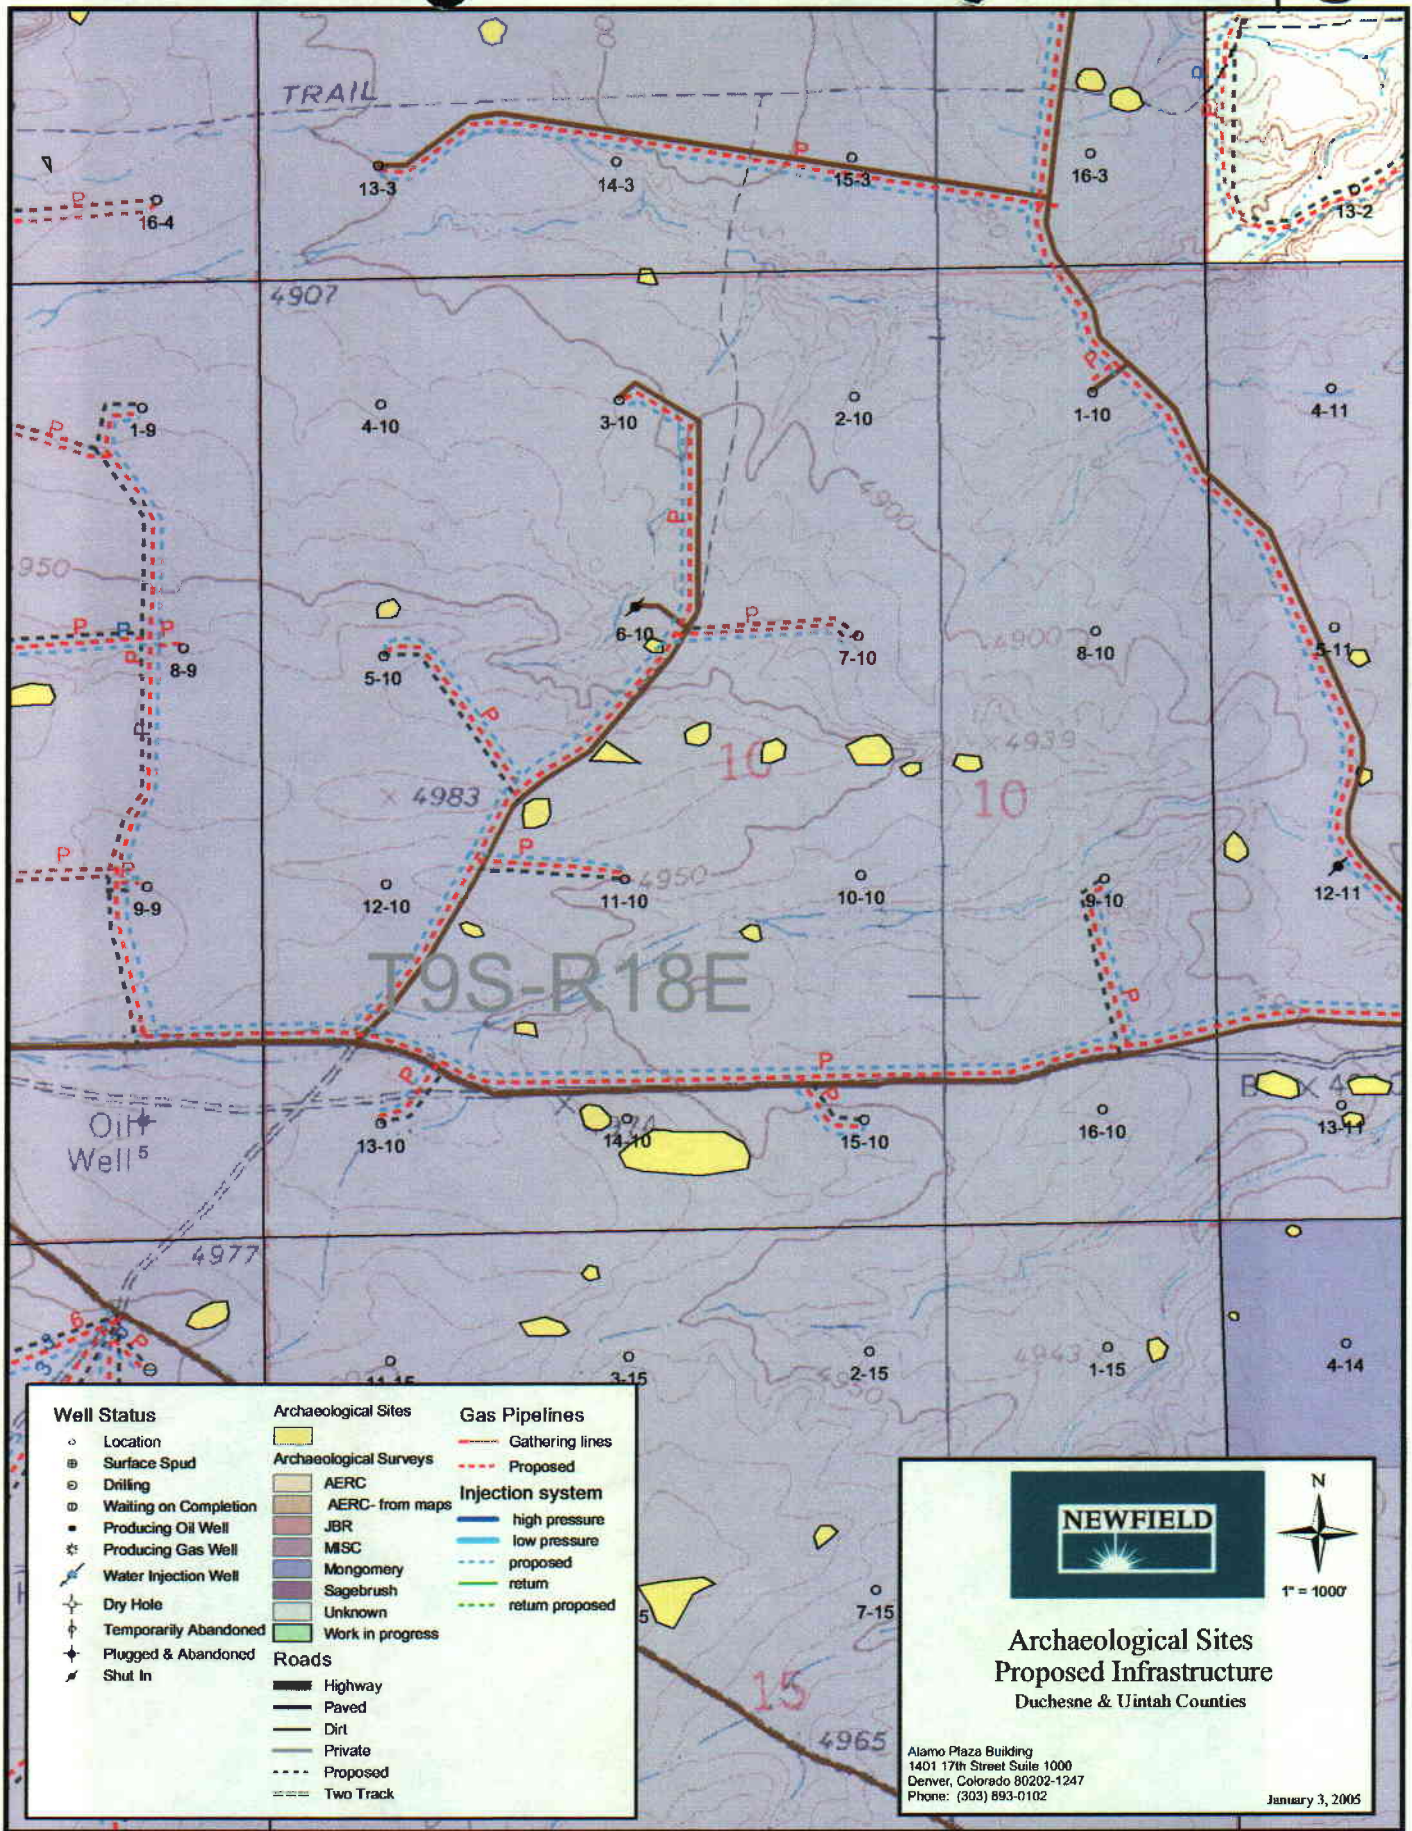 TRAIL
8
13-3
14-3
15-3
16-3
13-2
16-4
P
P
P
4907
1-9
4-10
3-10
2-10
1-10
4-11
P
P
P
4900
950
P P P
P
8-9
5-10
6-10
P
7-10
4900
8-10
5-11
P
P
10
×4939
10
× 4983
P
P
P
9-9
12-10
11-10
4950
10-10
9-10
12-11
T9S-R18E
P
P
P
P
Oil
Well 5
13-10
14-10
15-10
16-10
13-11
4977
6
P
3
3-15
2-15
4943
1-15
4-14
4950
7-15
15
4965
Well Status
Location
Surface Spud
Drilling
Waiting on Completion
Producing Oil Well
Producing Gas Well
Water Injection Well
Dry Hole
Temporarily Abandoned
Plugged & Abandoned
Shut In
Archaeological Sites
Archaeological Surveys
AERC
AERC- from maps
JBR
MISC
Mongomery
Sagebrush
Unknown
Work in progress
Roads
Highway
Paved
Dirt
Private
Proposed
Two Track
Gas Pipelines
Gathering lines
Proposed
Injection system
high pressure
low pressure
proposed
return
return proposed
NEWFIELD
N
1" = 1000'
Archaeological Sites
Proposed Infrastructure
Duchesne & Uintah Counties
Alamo Plaza Building
1401 17th Street Suite 1000
Denver, Colorado 80202-1247
Phone: (303) 893-0102
January 3, 2005